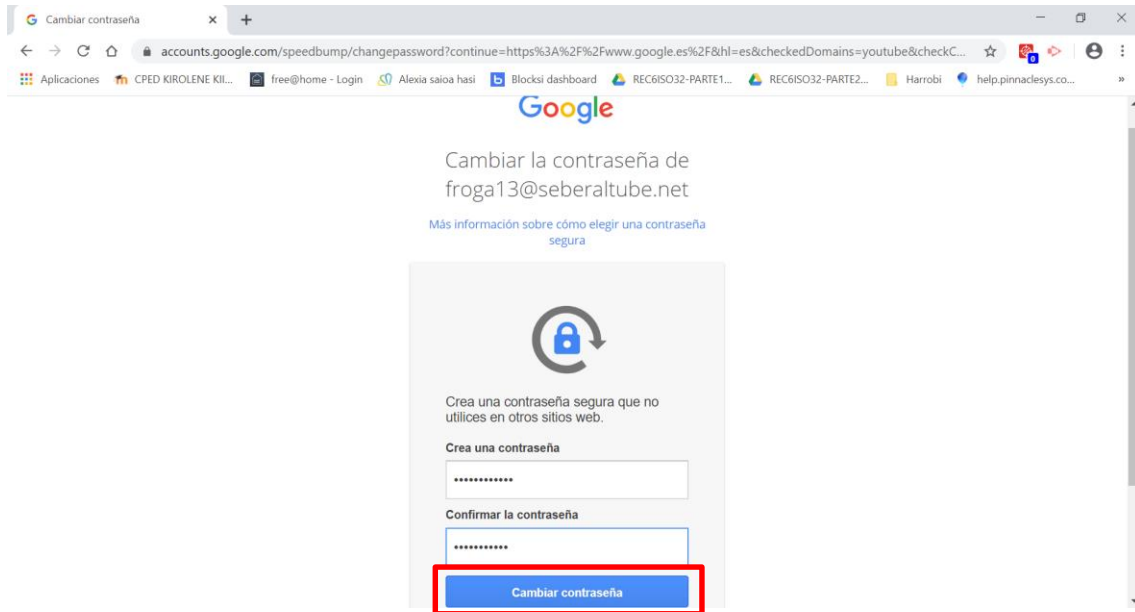 Cambiar contraseña
accounts.google.com/speedbump/changepassword?continue=https%3A%2F%2Fwww.google.es%2F&hl=es&checkedDomains=youtube&checkC...
Aplicaciones CPED KIROLENE KII... free@home - Login Alexia saioa hasi Blocksi dashboard REC6ISO32-PARTE1... REC6ISO32-PARTE2... Harrobi help.pinnaclesys.co... »
Google
Cambiar la contraseña de
froga13@seberaltube.net
Más información sobre cómo elegir una contraseña
segura
Crea una contraseña segura que no
utilices en otros sitios web.
Crea una contraseña
••••••••••••
Confirmar la contraseña
•••••••••••
Cambiar contraseña